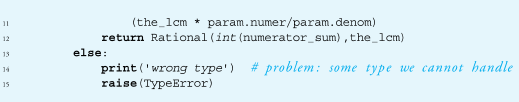 11 (the_lcm * param.numer/param.denom)
12 return Rational(int(numerator_sum),the_lcm)
13 else:
14 print('wrong type') # problem: some type we cannot handle
15 raise(TypeError)